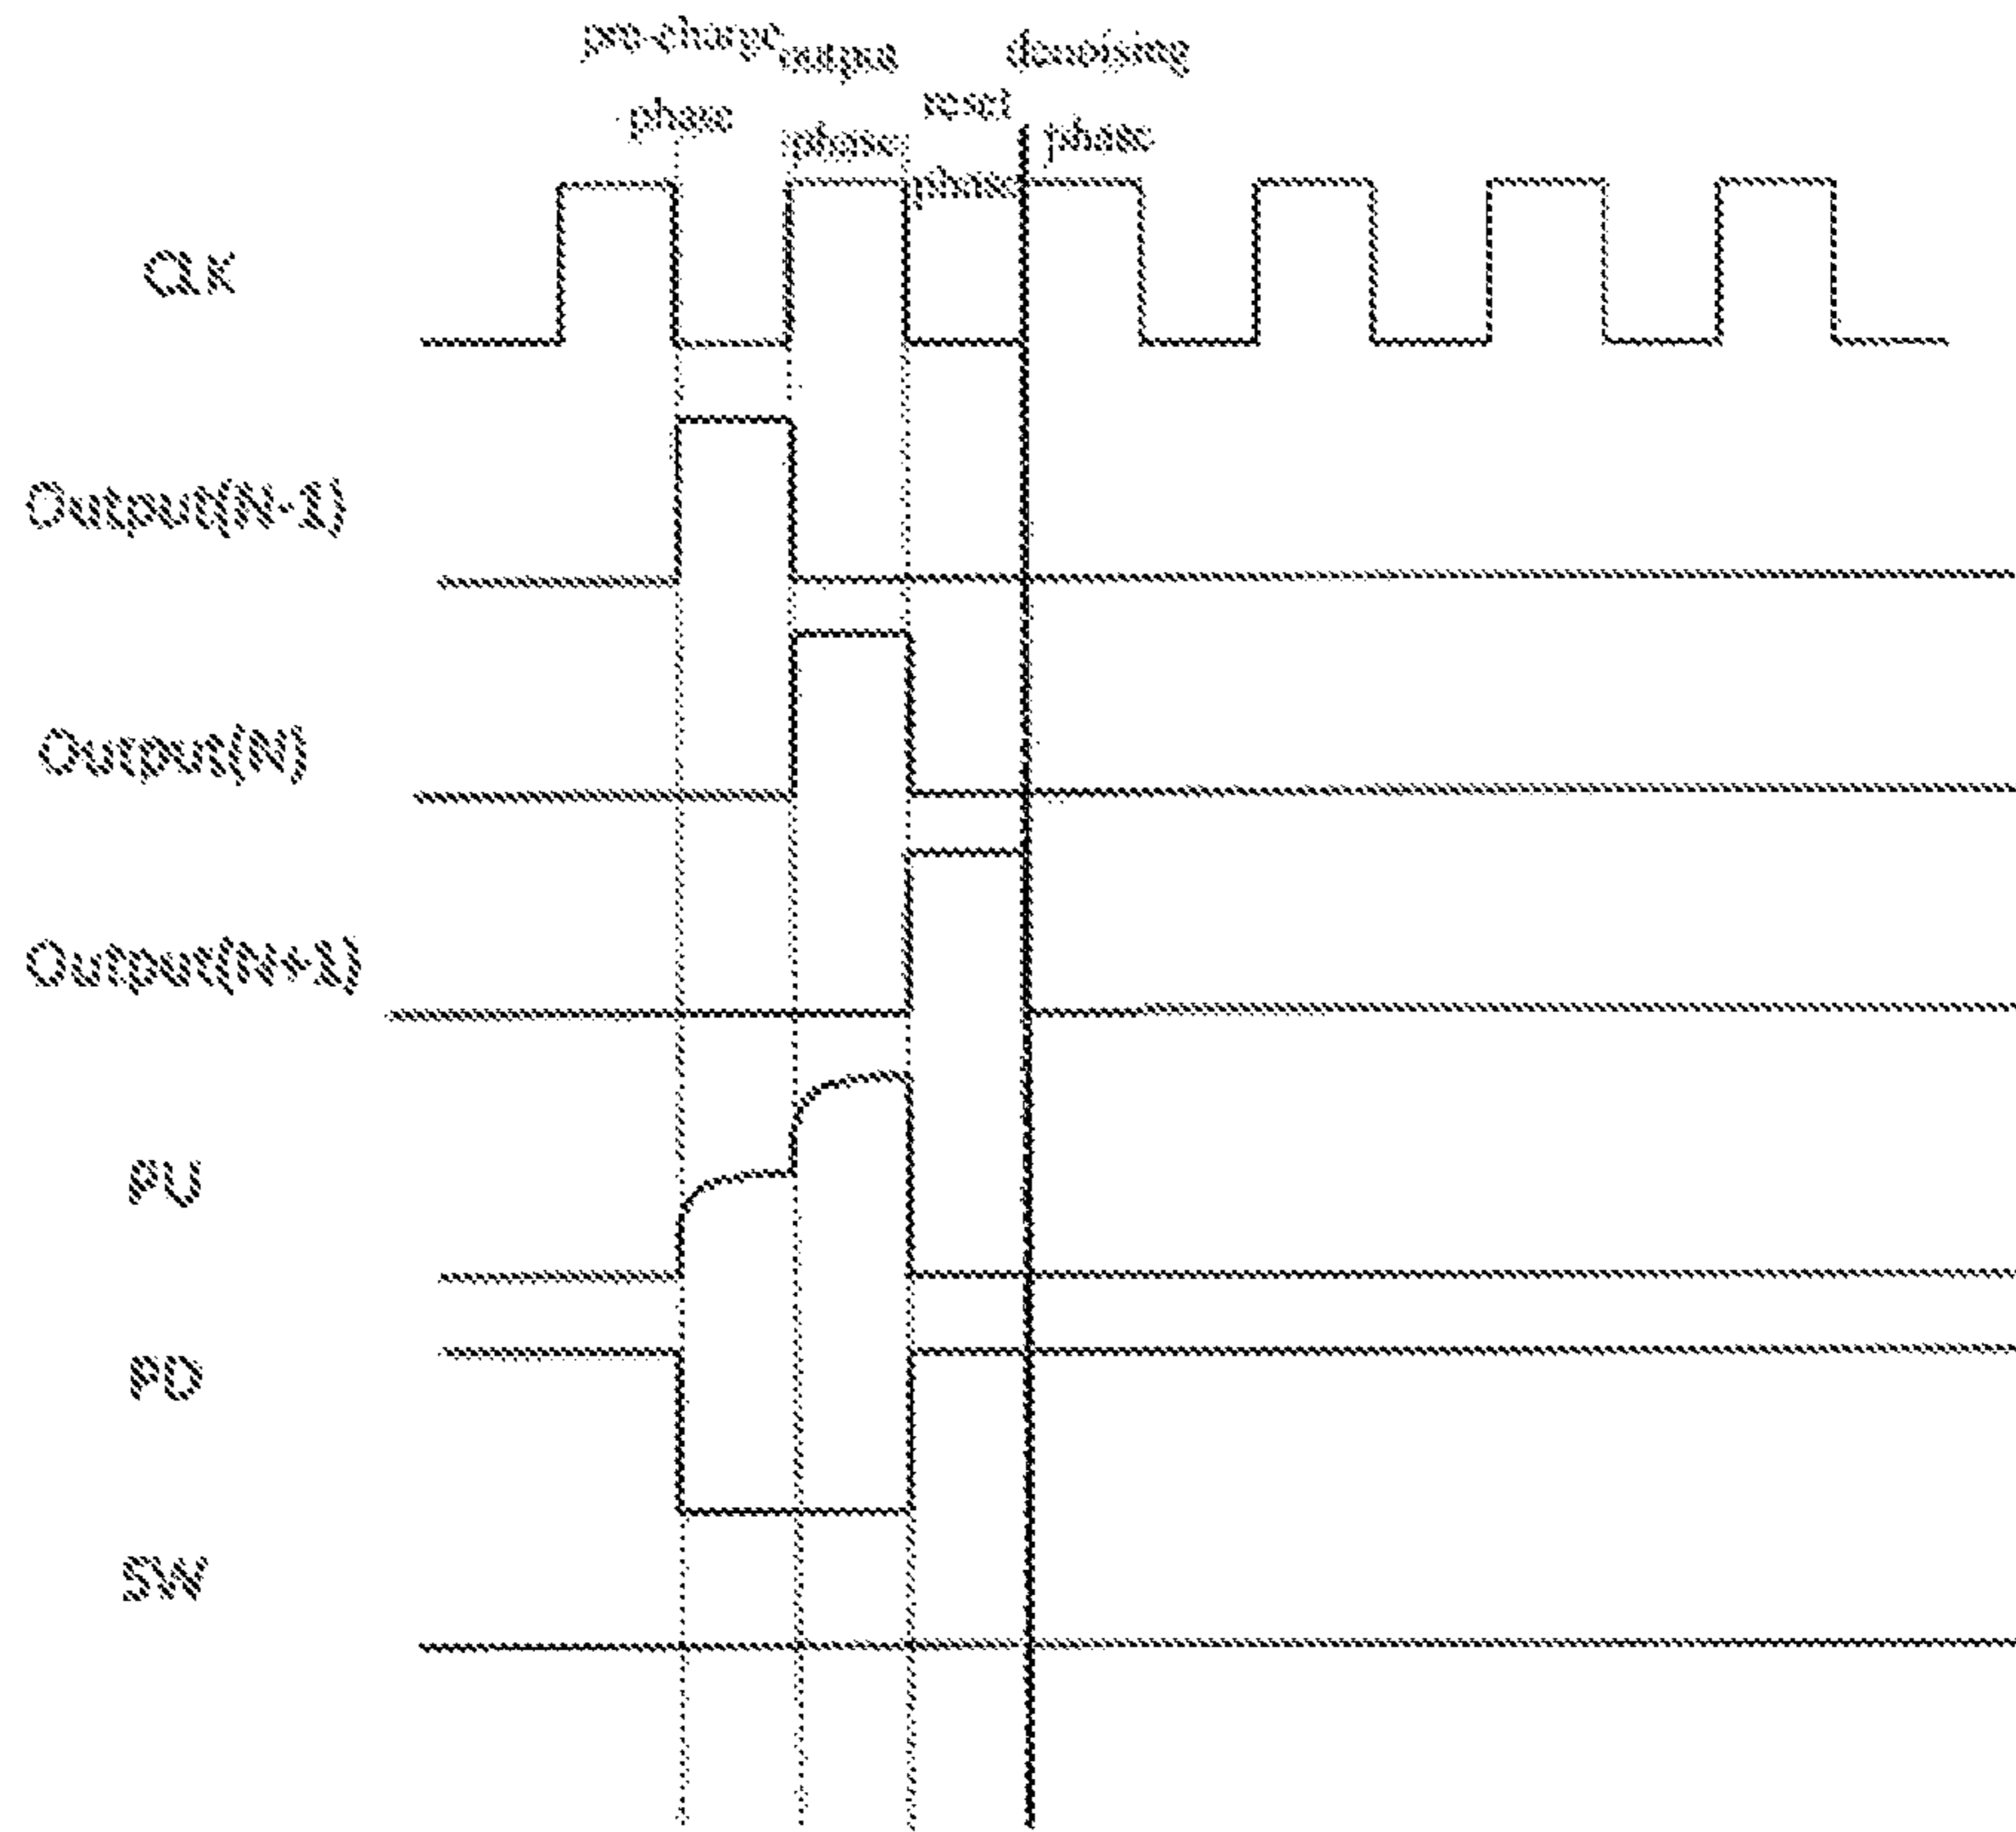 pre-charge
phase
output
phase
reset
phase
denoising
phase
CLK
Output(N-1)
Output(N)
Output(N+1)
PU
PD
SW